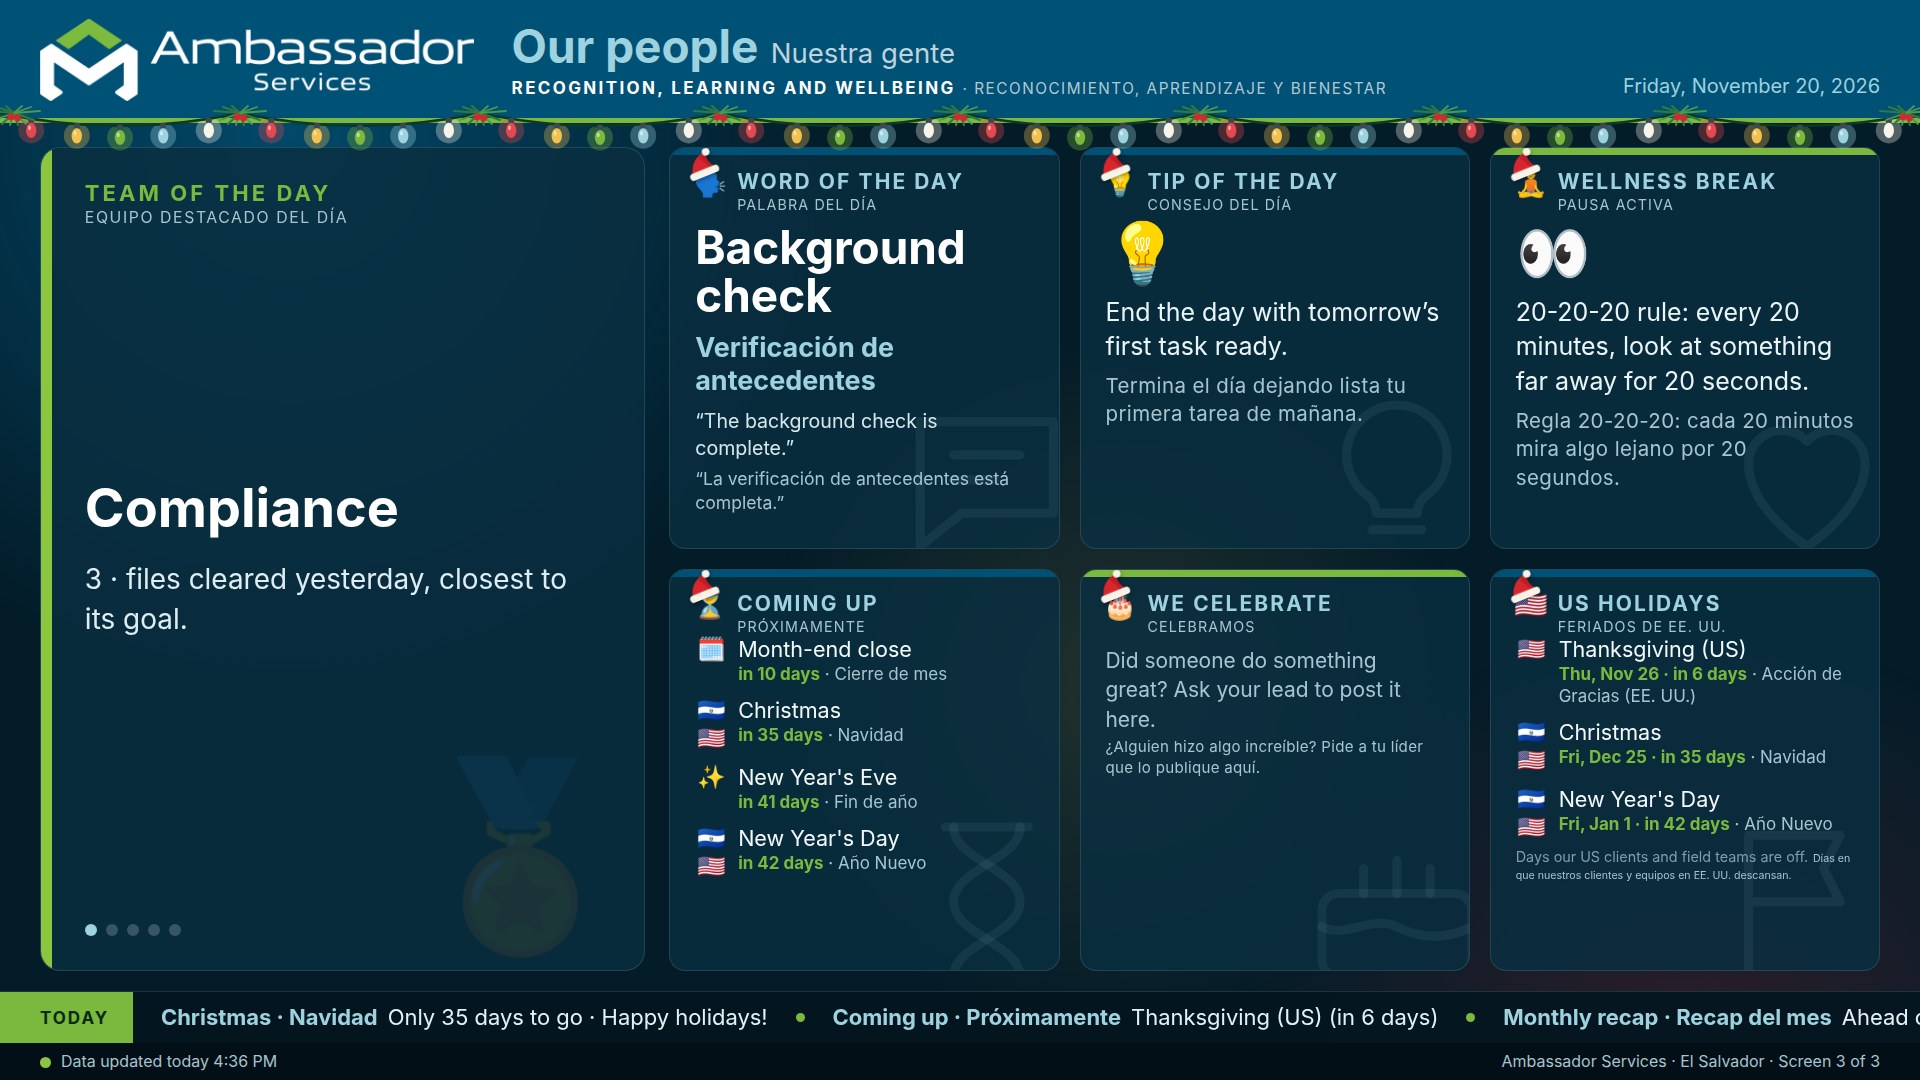 Ambassador
Services
Our people Nuestra gente
RECOGNITION, LEARNING AND WELLBEING · RECONOCIMIENTO, APRENDIZAJE Y BIENESTAR
Friday, November 20, 2026
TEAM OF THE DAY
EQUIPO DESTACADO DEL DÍA
Compliance
3 · files cleared yesterday, closest to
its goal.
WORD OF THE DAY
PALABRA DEL DÍA
Background
check
Verificación de
antecedentes
“The background check is
complete.”
“La verificación de antecedentes está
completa.”
TIP OF THE DAY
CONSEJO DEL DÍA
End the day with tomorrow’s
first task ready.
Termina el día dejando lista tu
primera tarea de mañana.
WELLNESS BREAK
PAUSA ACTIVA
20-20-20 rule: every 20
minutes, look at something
far away for 20 seconds.
Regla 20-20-20: cada 20 minutos
mira algo lejano por 20
segundos.
COMING UP
PRÓXIMAMENTE
Month-end close
in 10 days · Cierre de mes
Christmas
in 35 days · Navidad
New Year's Eve
in 41 days · Fin de año
New Year's Day
in 42 days · Año Nuevo
WE CELEBRATE
CELEBRAMOS
Did someone do something
great? Ask your lead to post it
here.
¿Alguien hizo algo increíble? Pide a tu líder
que lo publique aquí.
US HOLIDAYS
FERIADOS DE EE. UU.
Thanksgiving (US)
Thu, Nov 26 · in 6 days · Acción de
Gracias (EE. UU.)
Christmas
Fri, Dec 25 · in 35 days · Navidad
New Year's Day
Fri, Jan 1 · in 42 days · Año Nuevo
Days our US clients and field teams are off. Días en
que nuestros clientes y equipos en EE. UU. descansan.
TODAY
Christmas · Navidad Only 35 days to go · Happy holidays! • Coming up · Próximamente Thanksgiving (US) (in 6 days) • Monthly recap · Recap del mes Ahead
Data updated today 4:36 PM
Ambassador Services · El Salvador · Screen 3 of 3